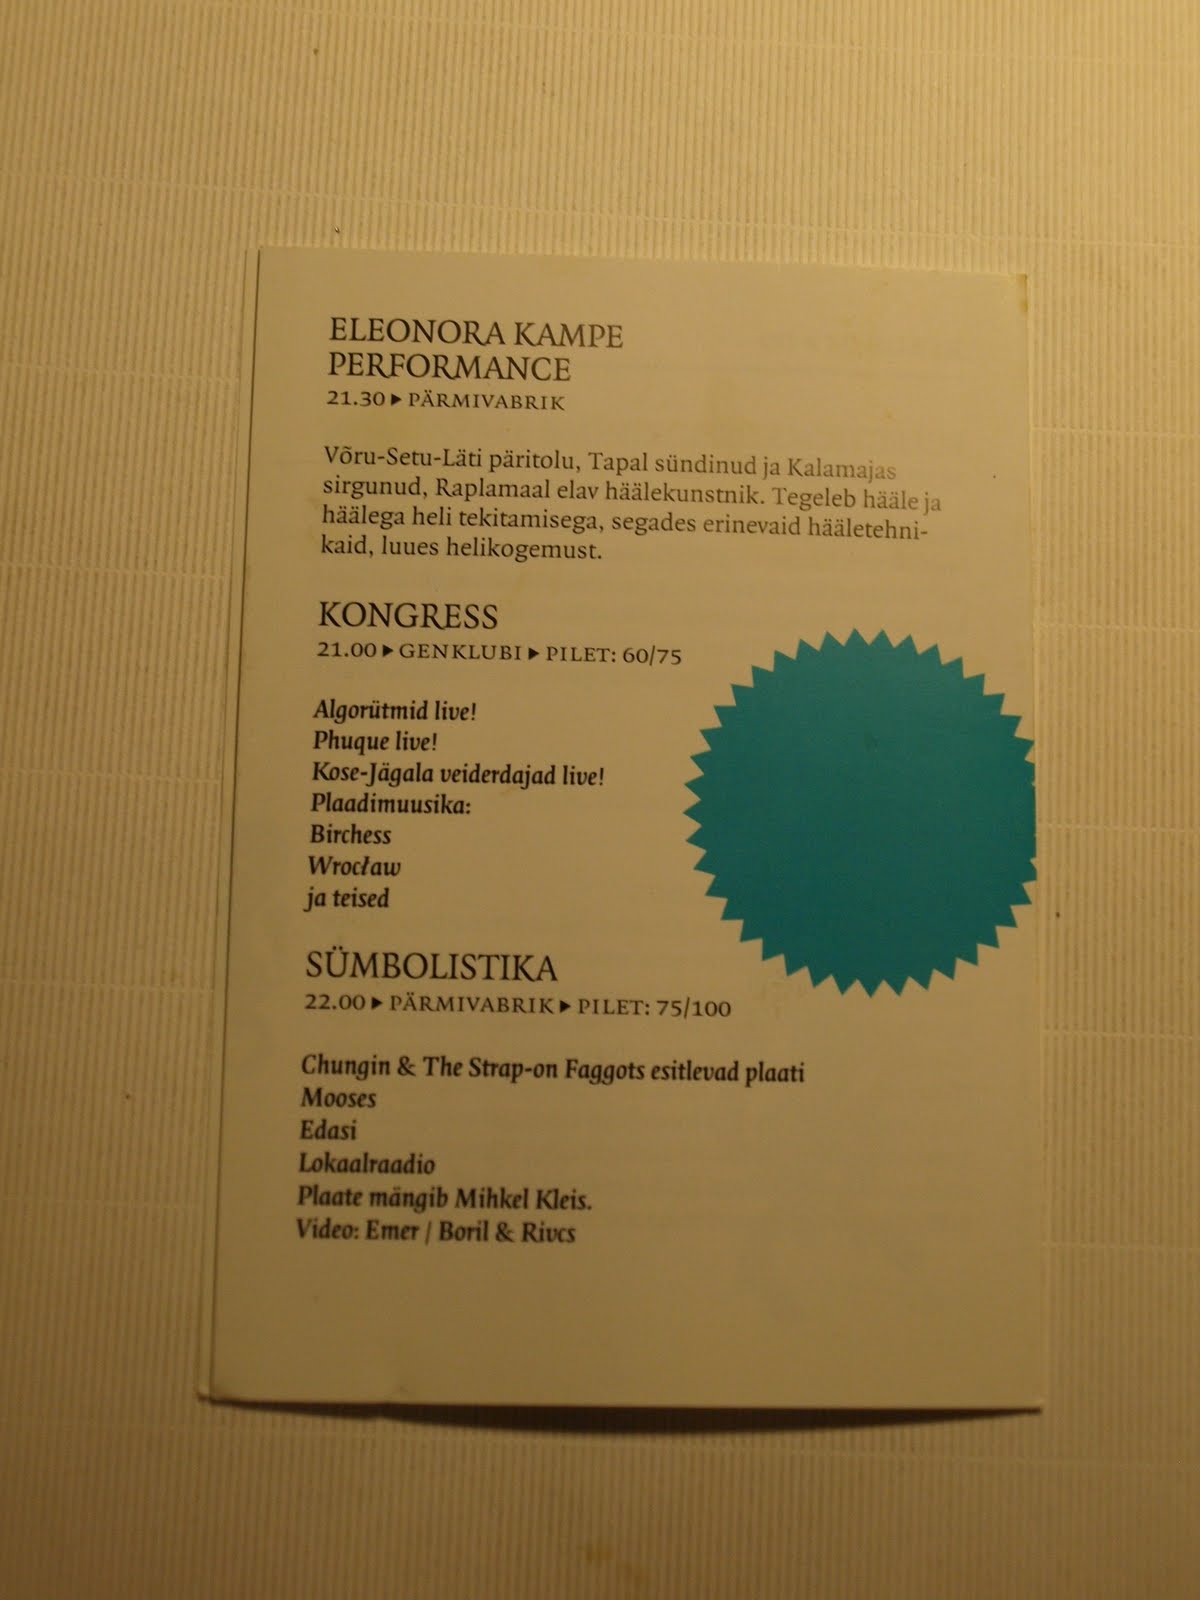 ELEONORA KAMPE
PERFORMANCE
21.30 ▶ PÄRMIVABRIK
Võru-Setu-Läti päritolu, Tapal sündinud ja Kalamajas
sirgunud, Raplamaal elav häälekunstnik. Tegeleb hääle ja
häälega heli tekitamisega, segades erinevaid hääletehni-
kaid, luues helikogemust.
KONGRESS
21.00 ▶ GENKLUBI ▶ PILET: 60/75
Algorütmid live!
Phuque live!
Kose-Jägala veiderdajad live!
Plaadimuusika:
Birchess
Wrocław
ja teised
SÜMBOLISTIKA
22.00 ▶ PÄRMIVABRIK ▶ PILET: 75/100
Chungin & The Strap-on Faggots esitlevad plaati
Mooses
Edasi
Lokaalraadio
Plaate mängib Mihkel Kleis.
Video: Emer / Boril & Rivcs